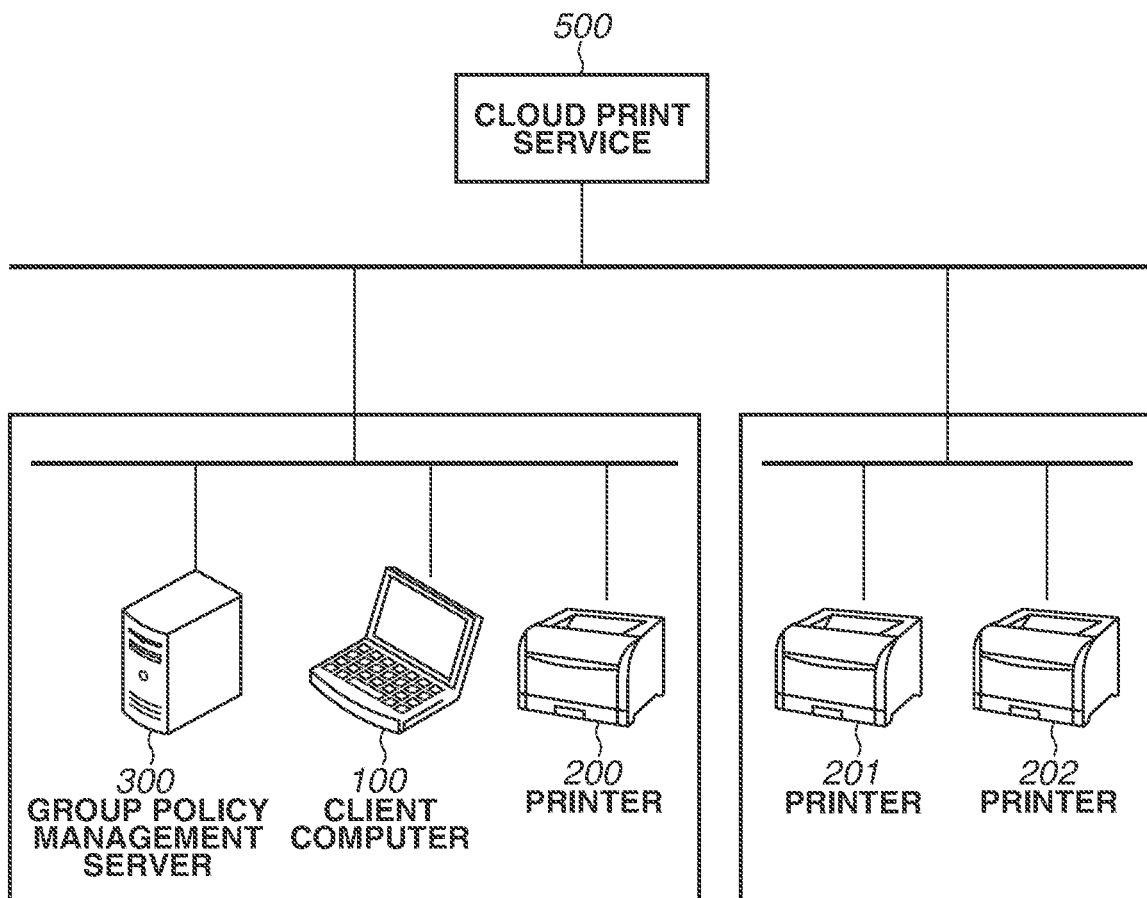 500
CLOUD PRINT
SERVICE
300
GROUP POLICY
MANAGEMENT
SERVER
100
CLIENT
COMPUTER
200
PRINTER
201
PRINTER
202
PRINTER